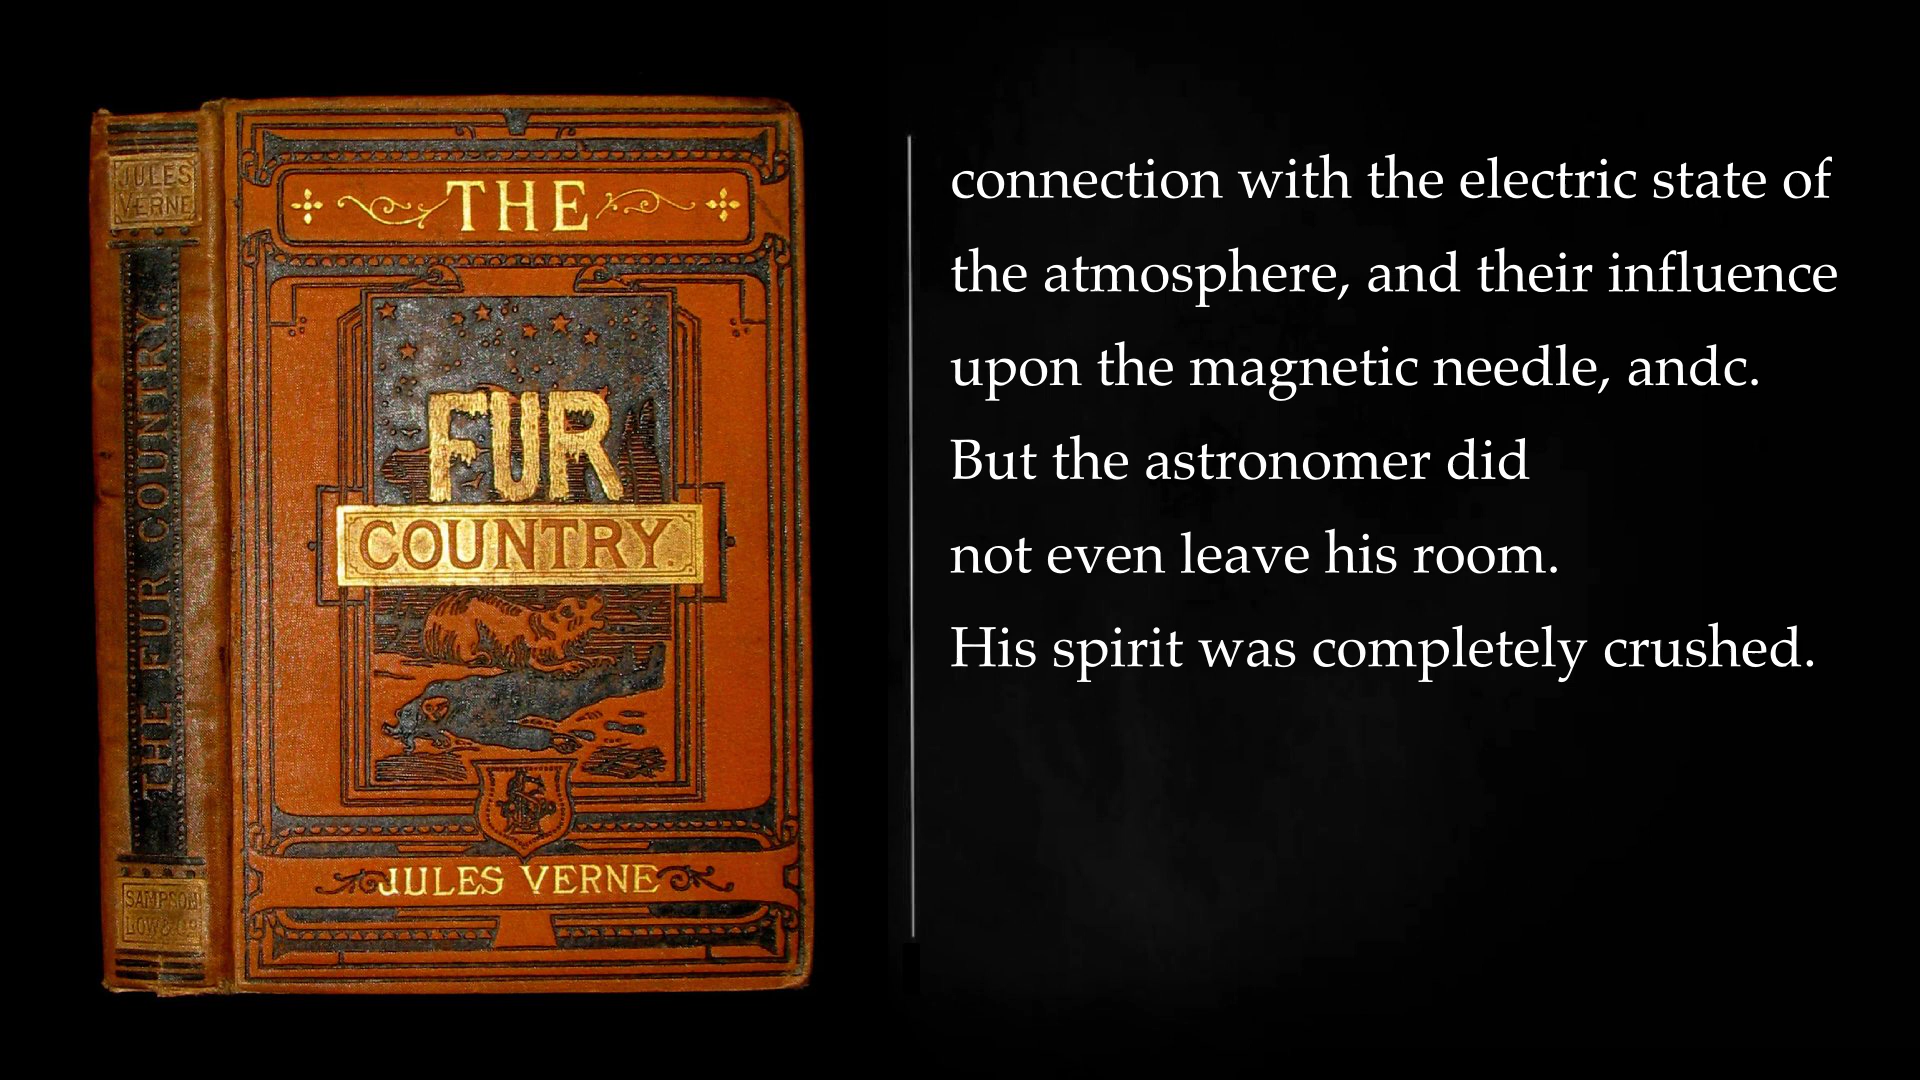 JULES
VERNE
THE FUR COUNTRY.
SAMPSON
LOW & Co
THE
FUR
COUNTRY.
JULES VERNE
connection with the electric state of
the atmosphere, and their influence
upon the magnetic needle, andc.
But the astronomer did
not even leave his room.
His spirit was completely crushed.